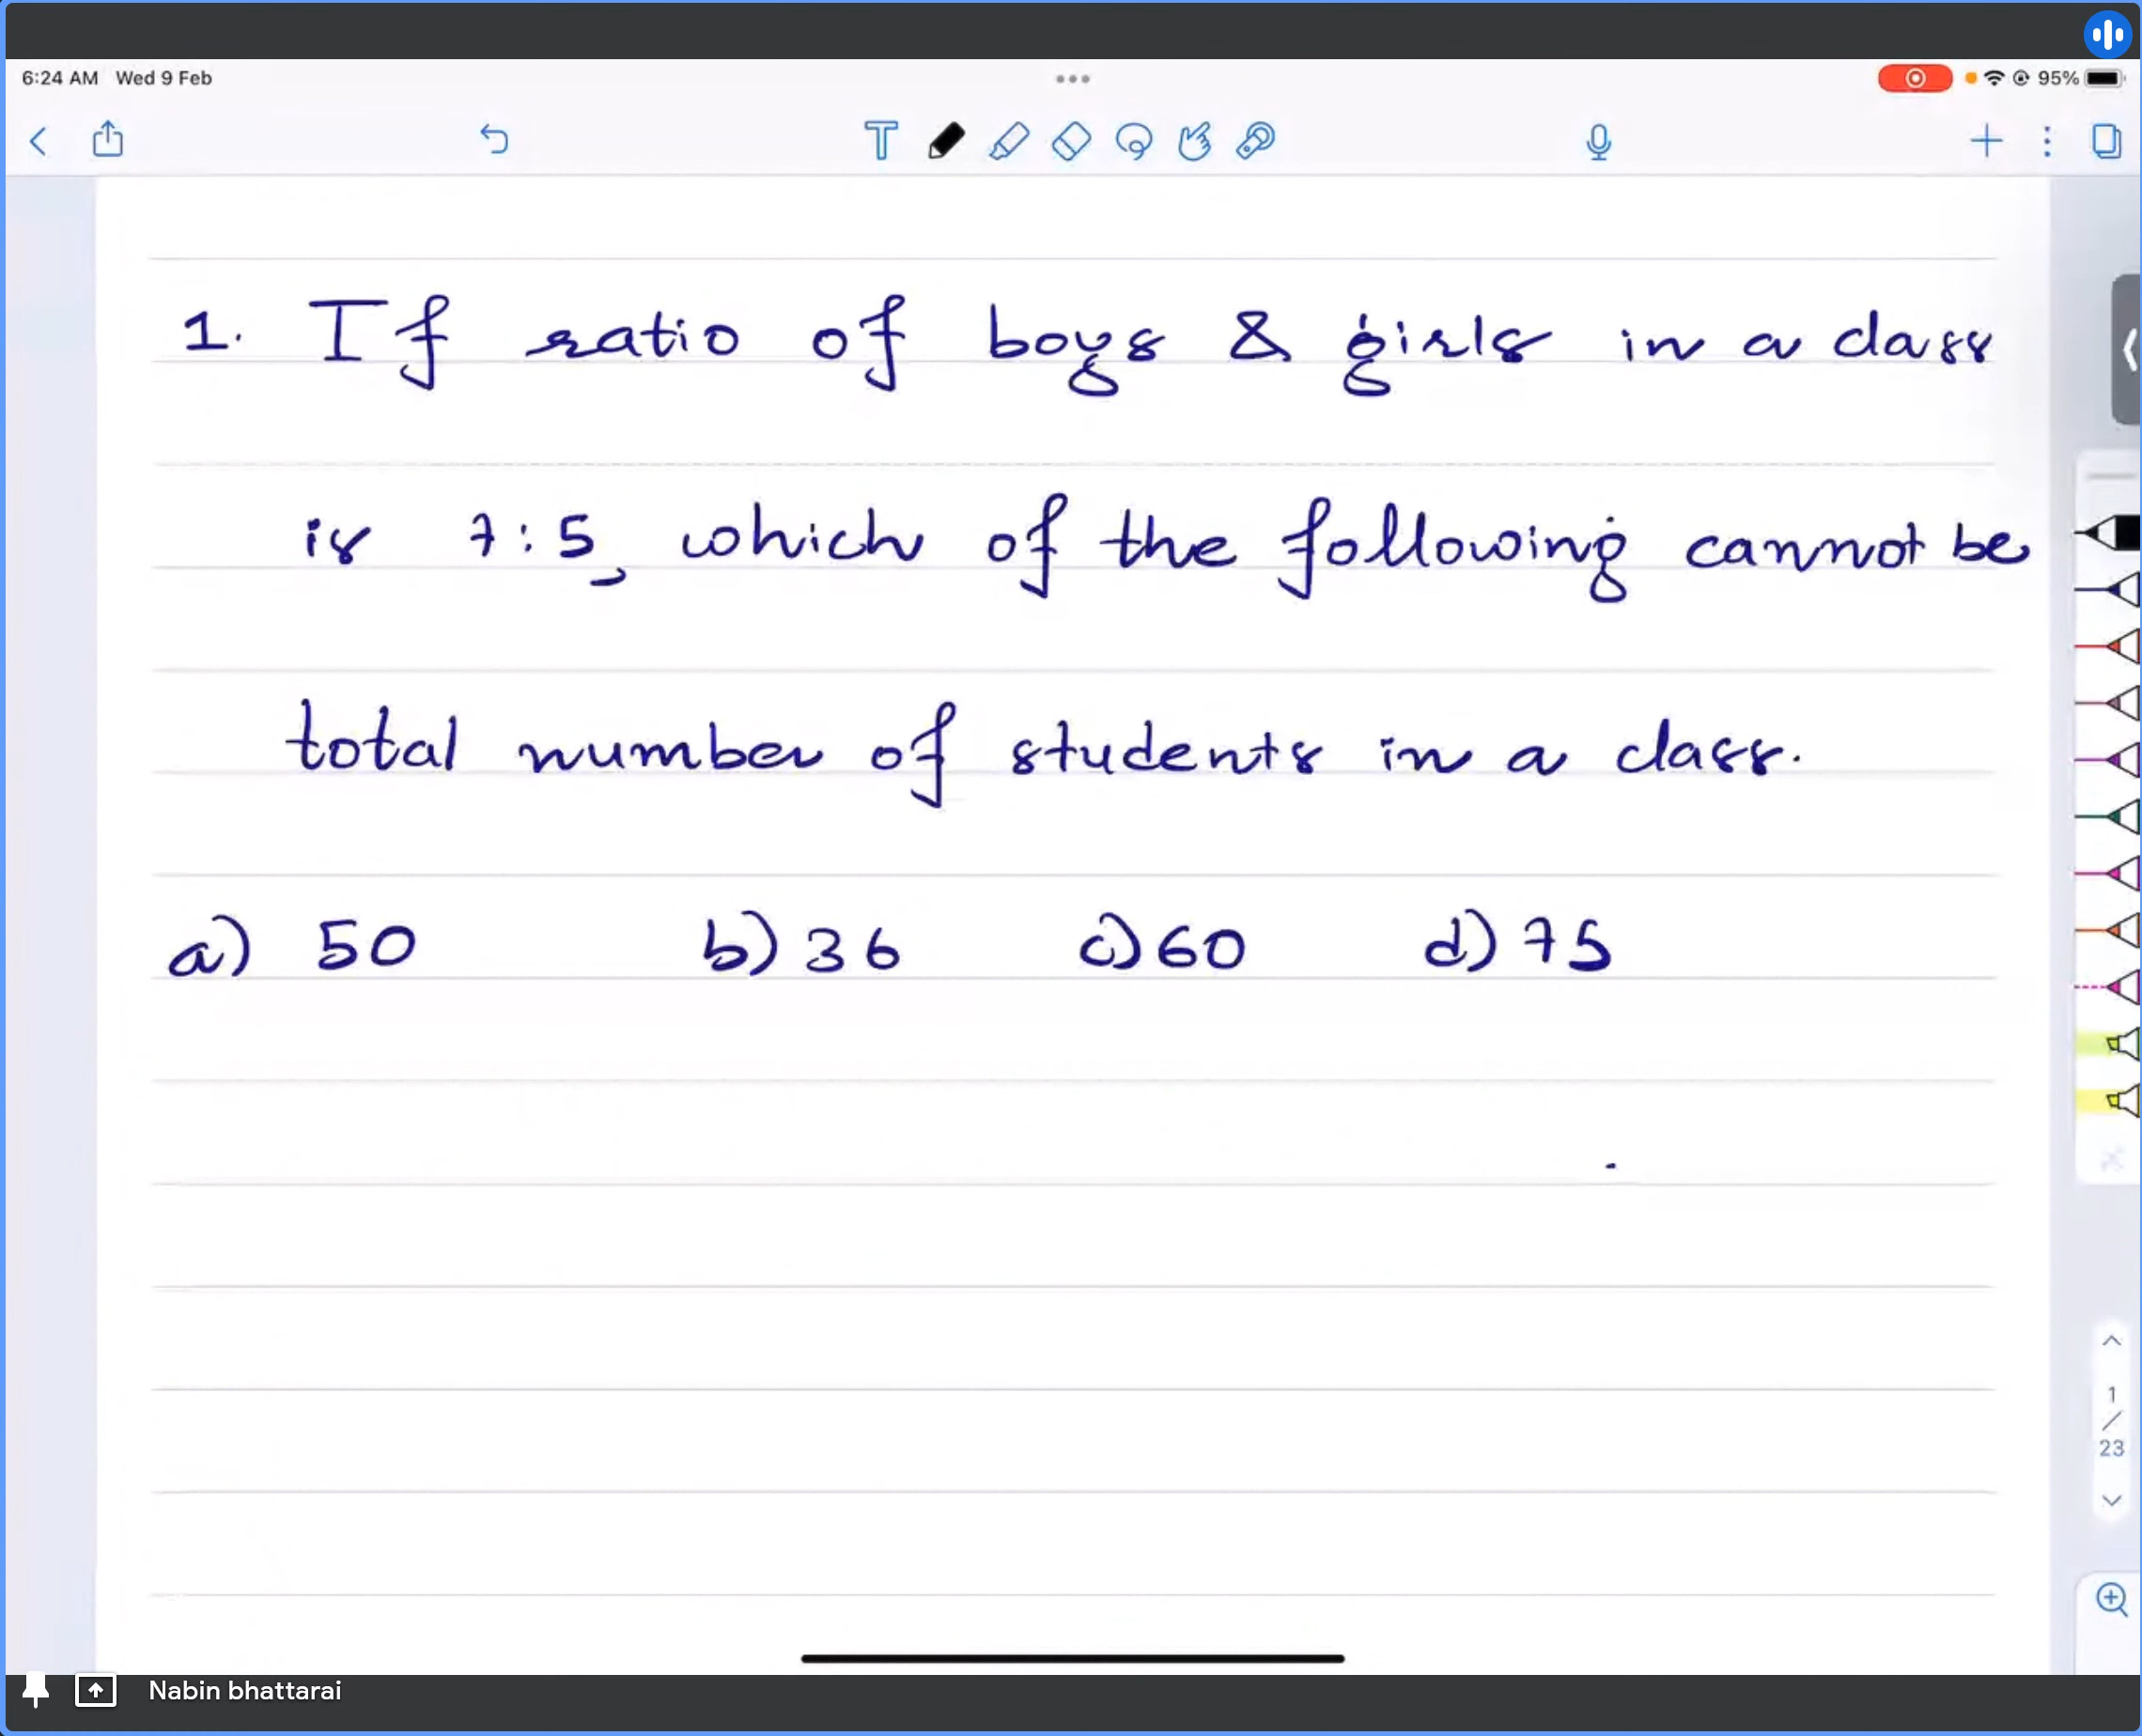 6:24 AM Wed 9 Feb
95%
1. If ratio of boys & girls in a class
is 7:5, which of the following cannot be
total number of students in a class.
a) 50 b) 36 c) 60 d) 75
1
/
23
Nabin bhattarai